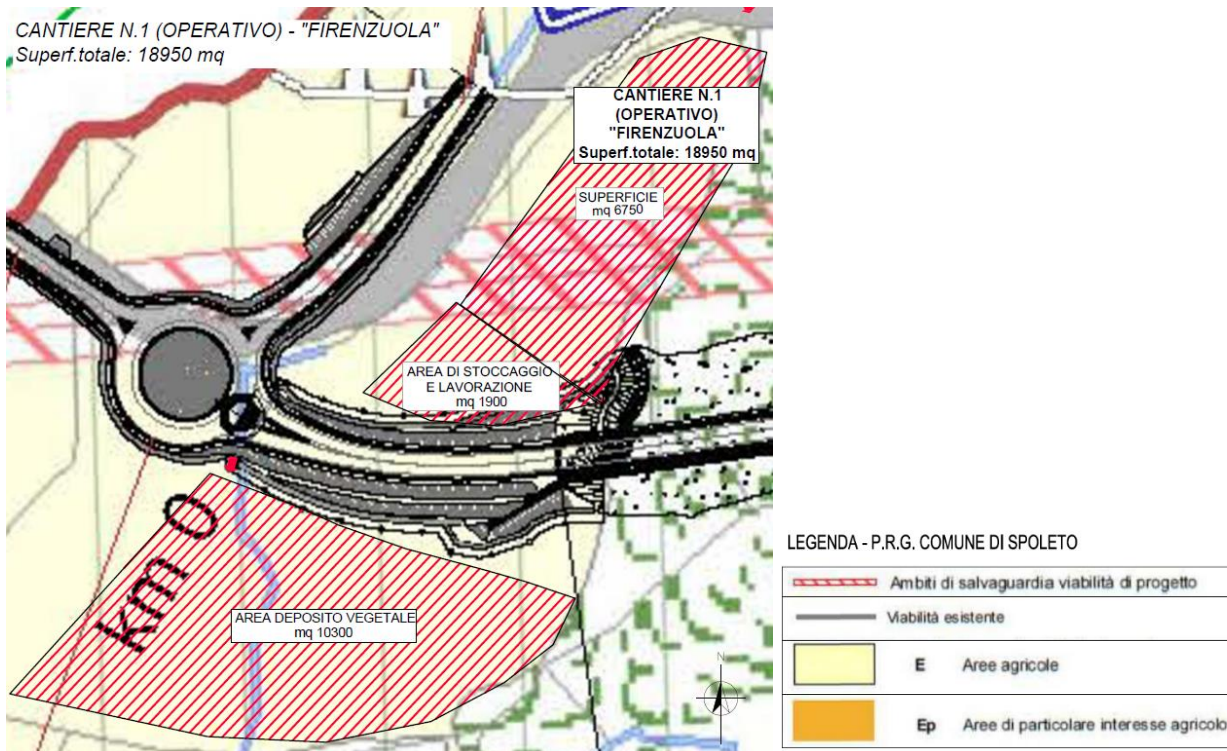 CANTIERE N.1 (OPERATIVO) - "FIRENZUOLA"
Superf.totale: 18950 mq
CANTIERE N.1
(OPERATIVO)
"FIRENZUOLA"
Superf.totale: 18950 mq
SUPERFICIE
mq 6750
AREA DI STOCCAGGIO
E LAVORAZIONE
mq 1900
km 0
AREA DEPOSITO VEGETALE
mq 10300
N
LEGENDA - P.R.G. COMUNE DI SPOLETO
Ambiti di salvaguardia viabilità di progetto
Viabilità esistente
E Aree agricole
Ep Aree di particolare interesse agricolo